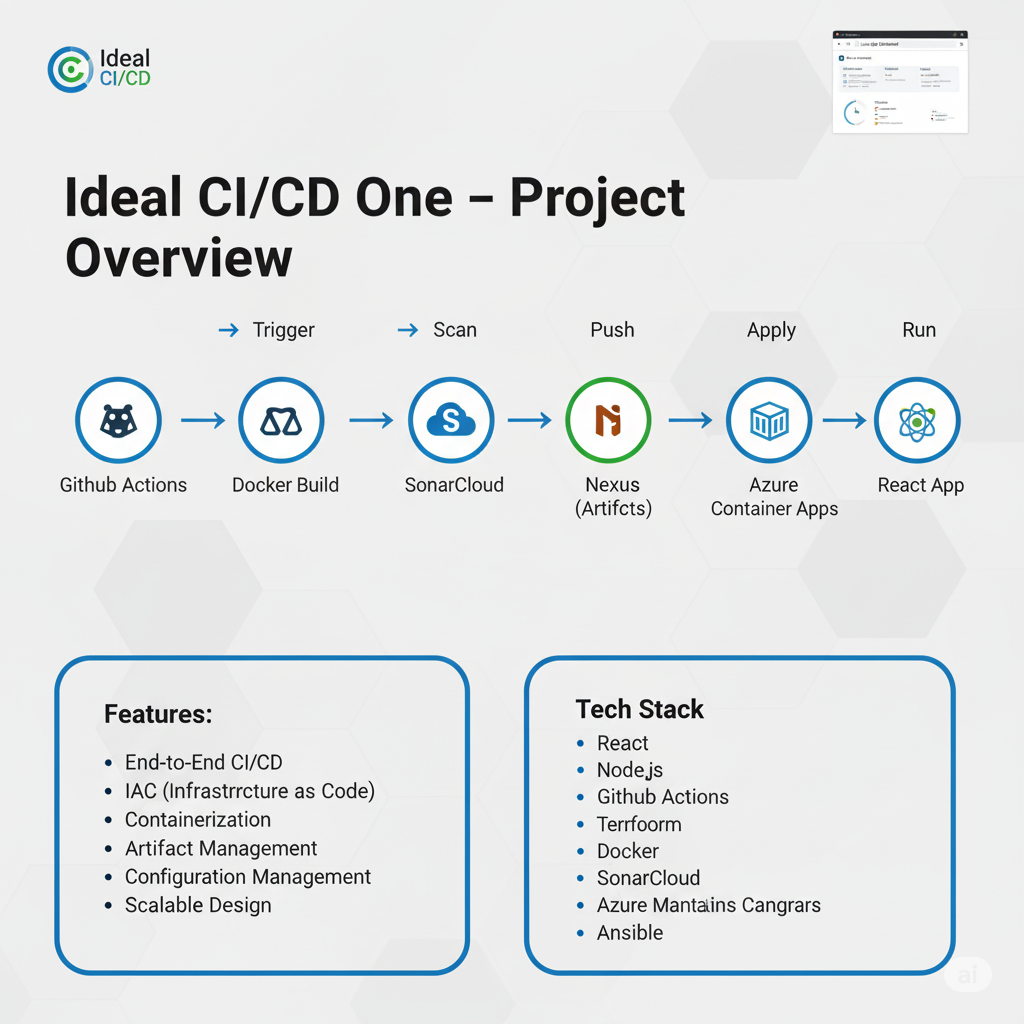 Ideal
CI/CD
Ideal CI/CD One – Project
Overview
→ Trigger
→ Scan
Push
Apply
Run
S
Github Actions
Docker Build
SonarCloud
Nexus
(Artifcts)
Azure
Container Apps
React App
Features:
• End-to-End CI/CD
• IAC (Infrastrrcture as Code)
• Containerization
• Artifact Management
• Configuration Management
• Scalable Design
Tech Stack
• React
• Node.js
• Github Actions
• Terrfoorm
• Docker
• SonarCloud
• Azure Mantains Cangrars
• Ansible
ai